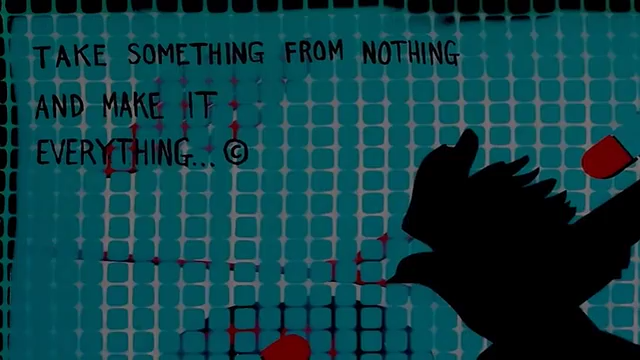 TAKE SOMETHING FROM NOTHING
AND MAKE IT
EVERYTHING... ©